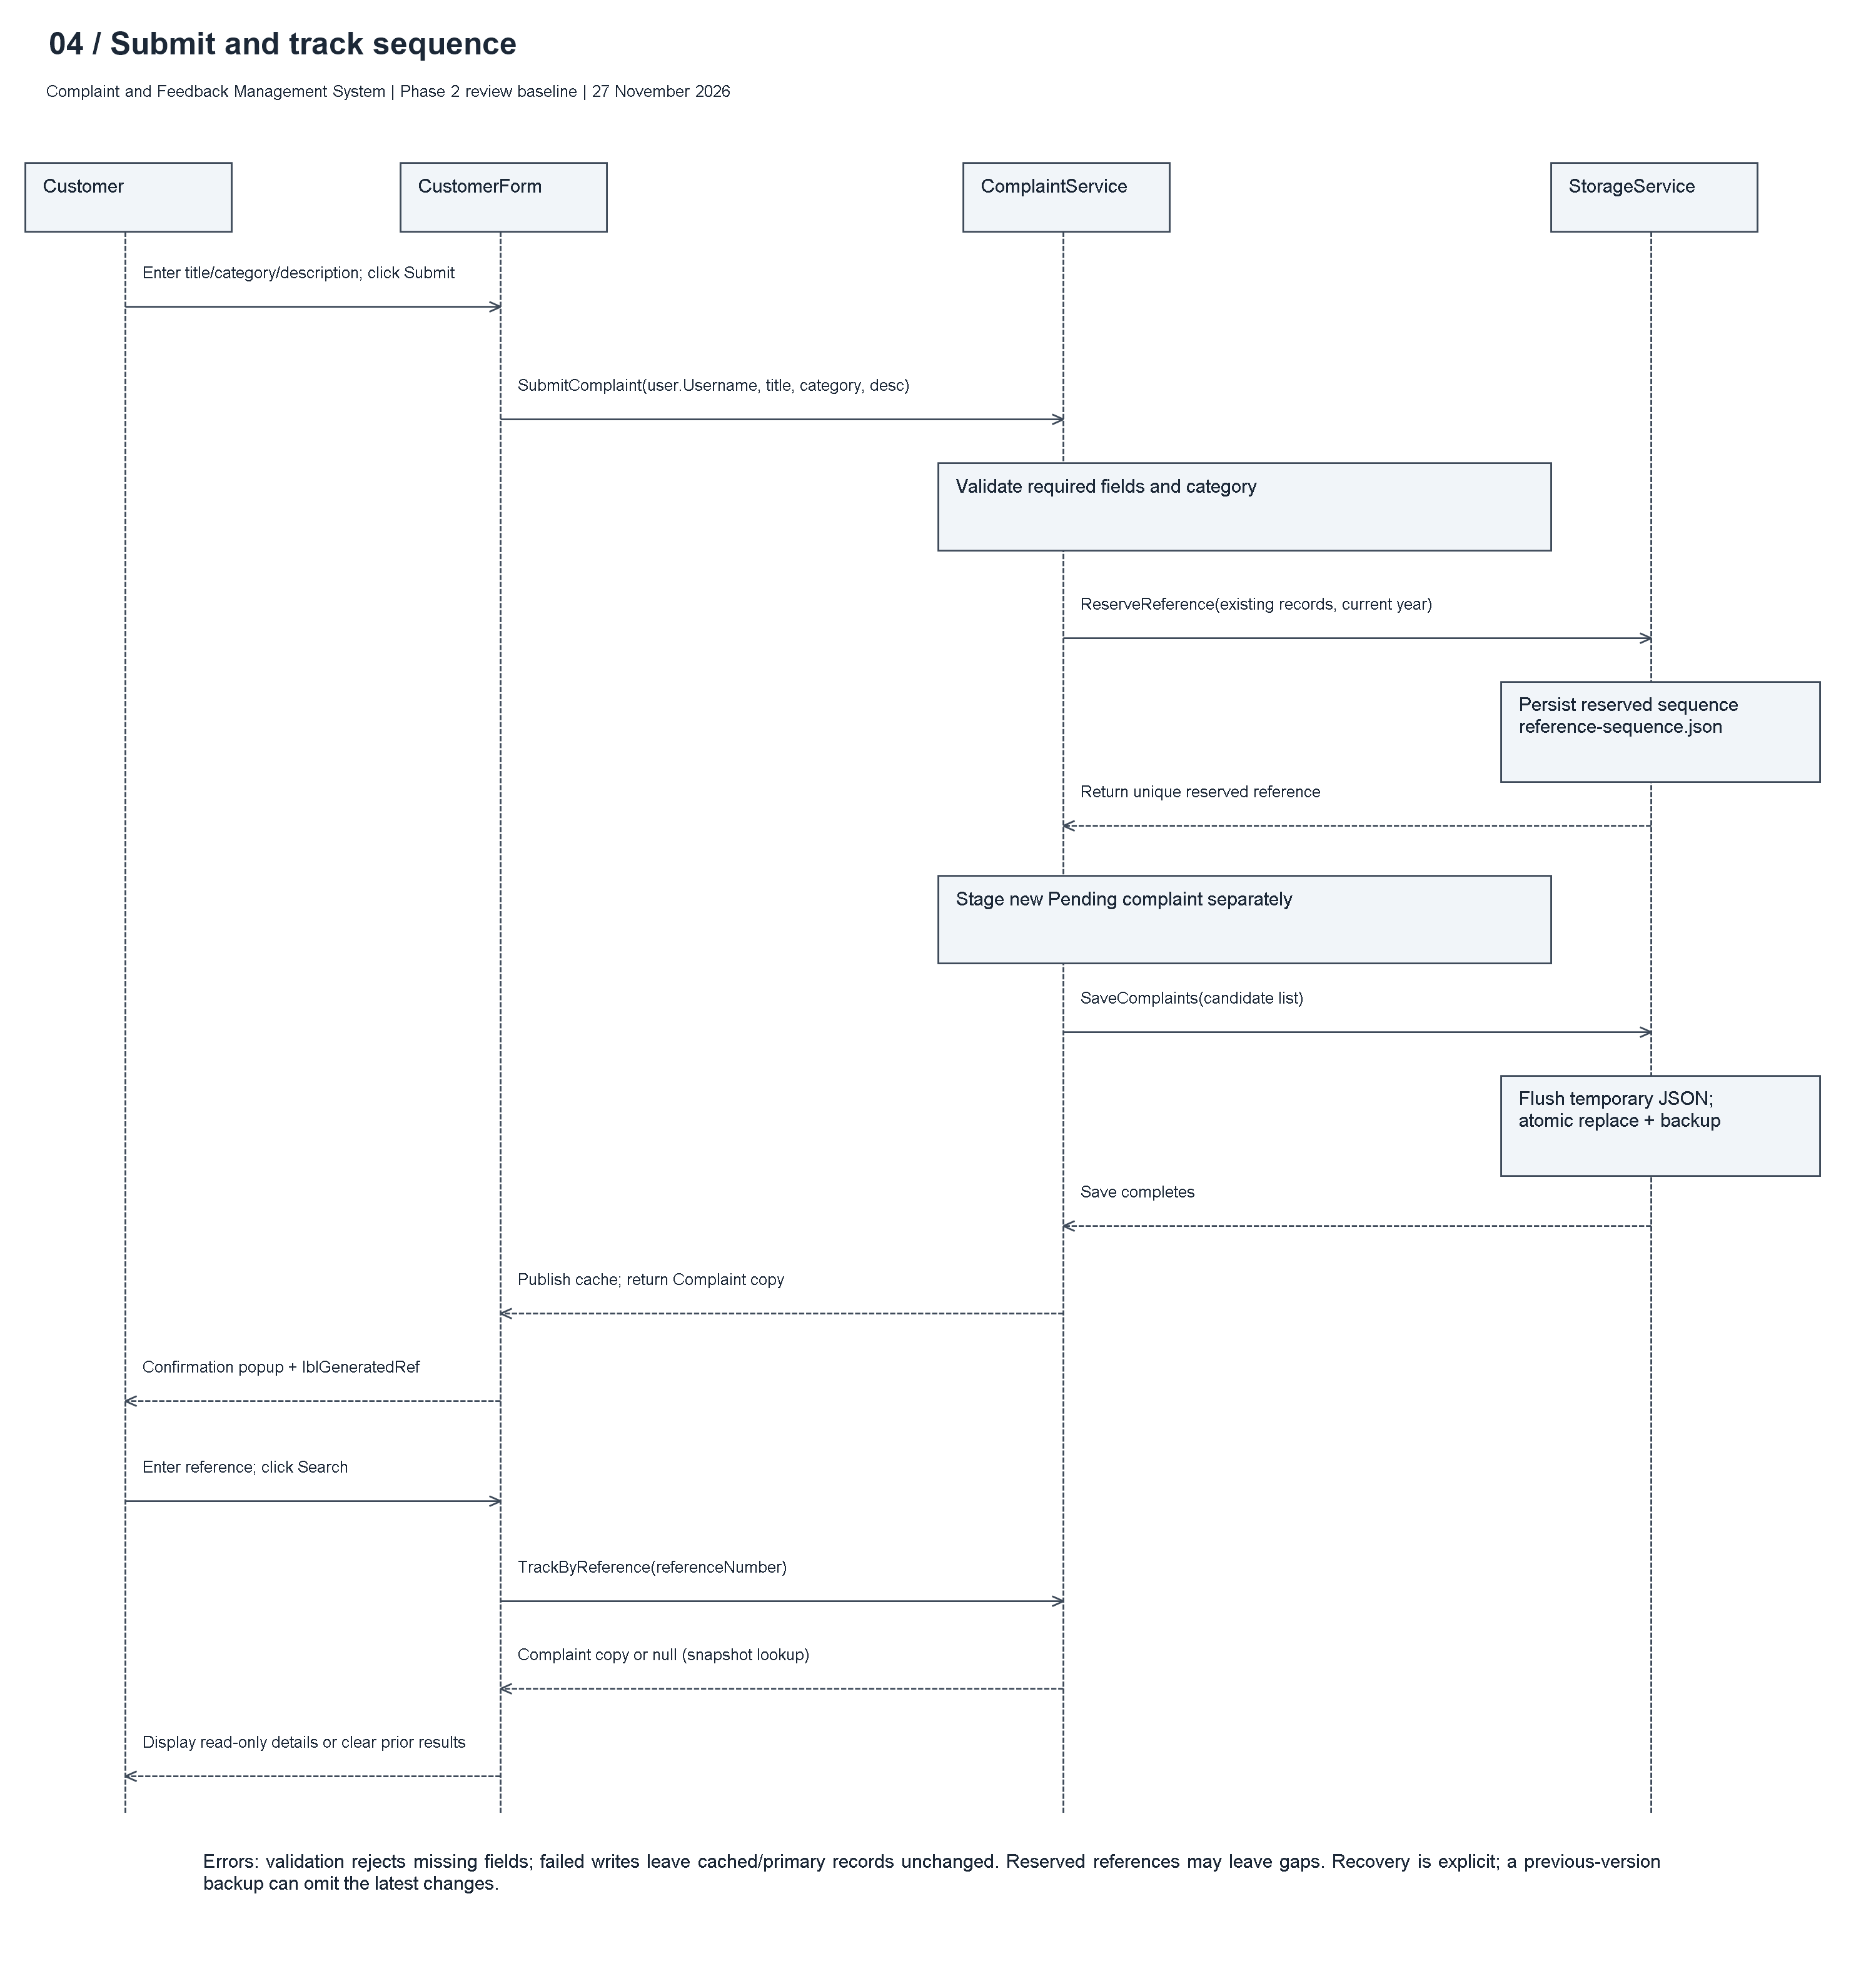 04 / Submit and track sequence
Complaint and Feedback Management System | Phase 2 review baseline | 27 November 2026
Customer
CustomerForm
ComplaintService
StorageService
Enter title/category/description; click Submit
SubmitComplaint(user.Username, title, category, desc)
Validate required fields and category
ReserveReference(existing records, current year)
Persist reserved sequence
reference-sequence.json
Return unique reserved reference
Stage new Pending complaint separately
SaveComplaints(candidate list)
Flush temporary JSON;
atomic replace + backup
Save completes
Publish cache; return Complaint copy
Confirmation popup + lblGeneratedRef
Enter reference; click Search
TrackByReference(referenceNumber)
Complaint copy or null (snapshot lookup)
Display read-only details or clear prior results
Errors: validation rejects missing fields; failed writes leave cached/primary records unchanged. Reserved references may leave gaps. Recovery is explicit; a previous-version
backup can omit the latest changes.